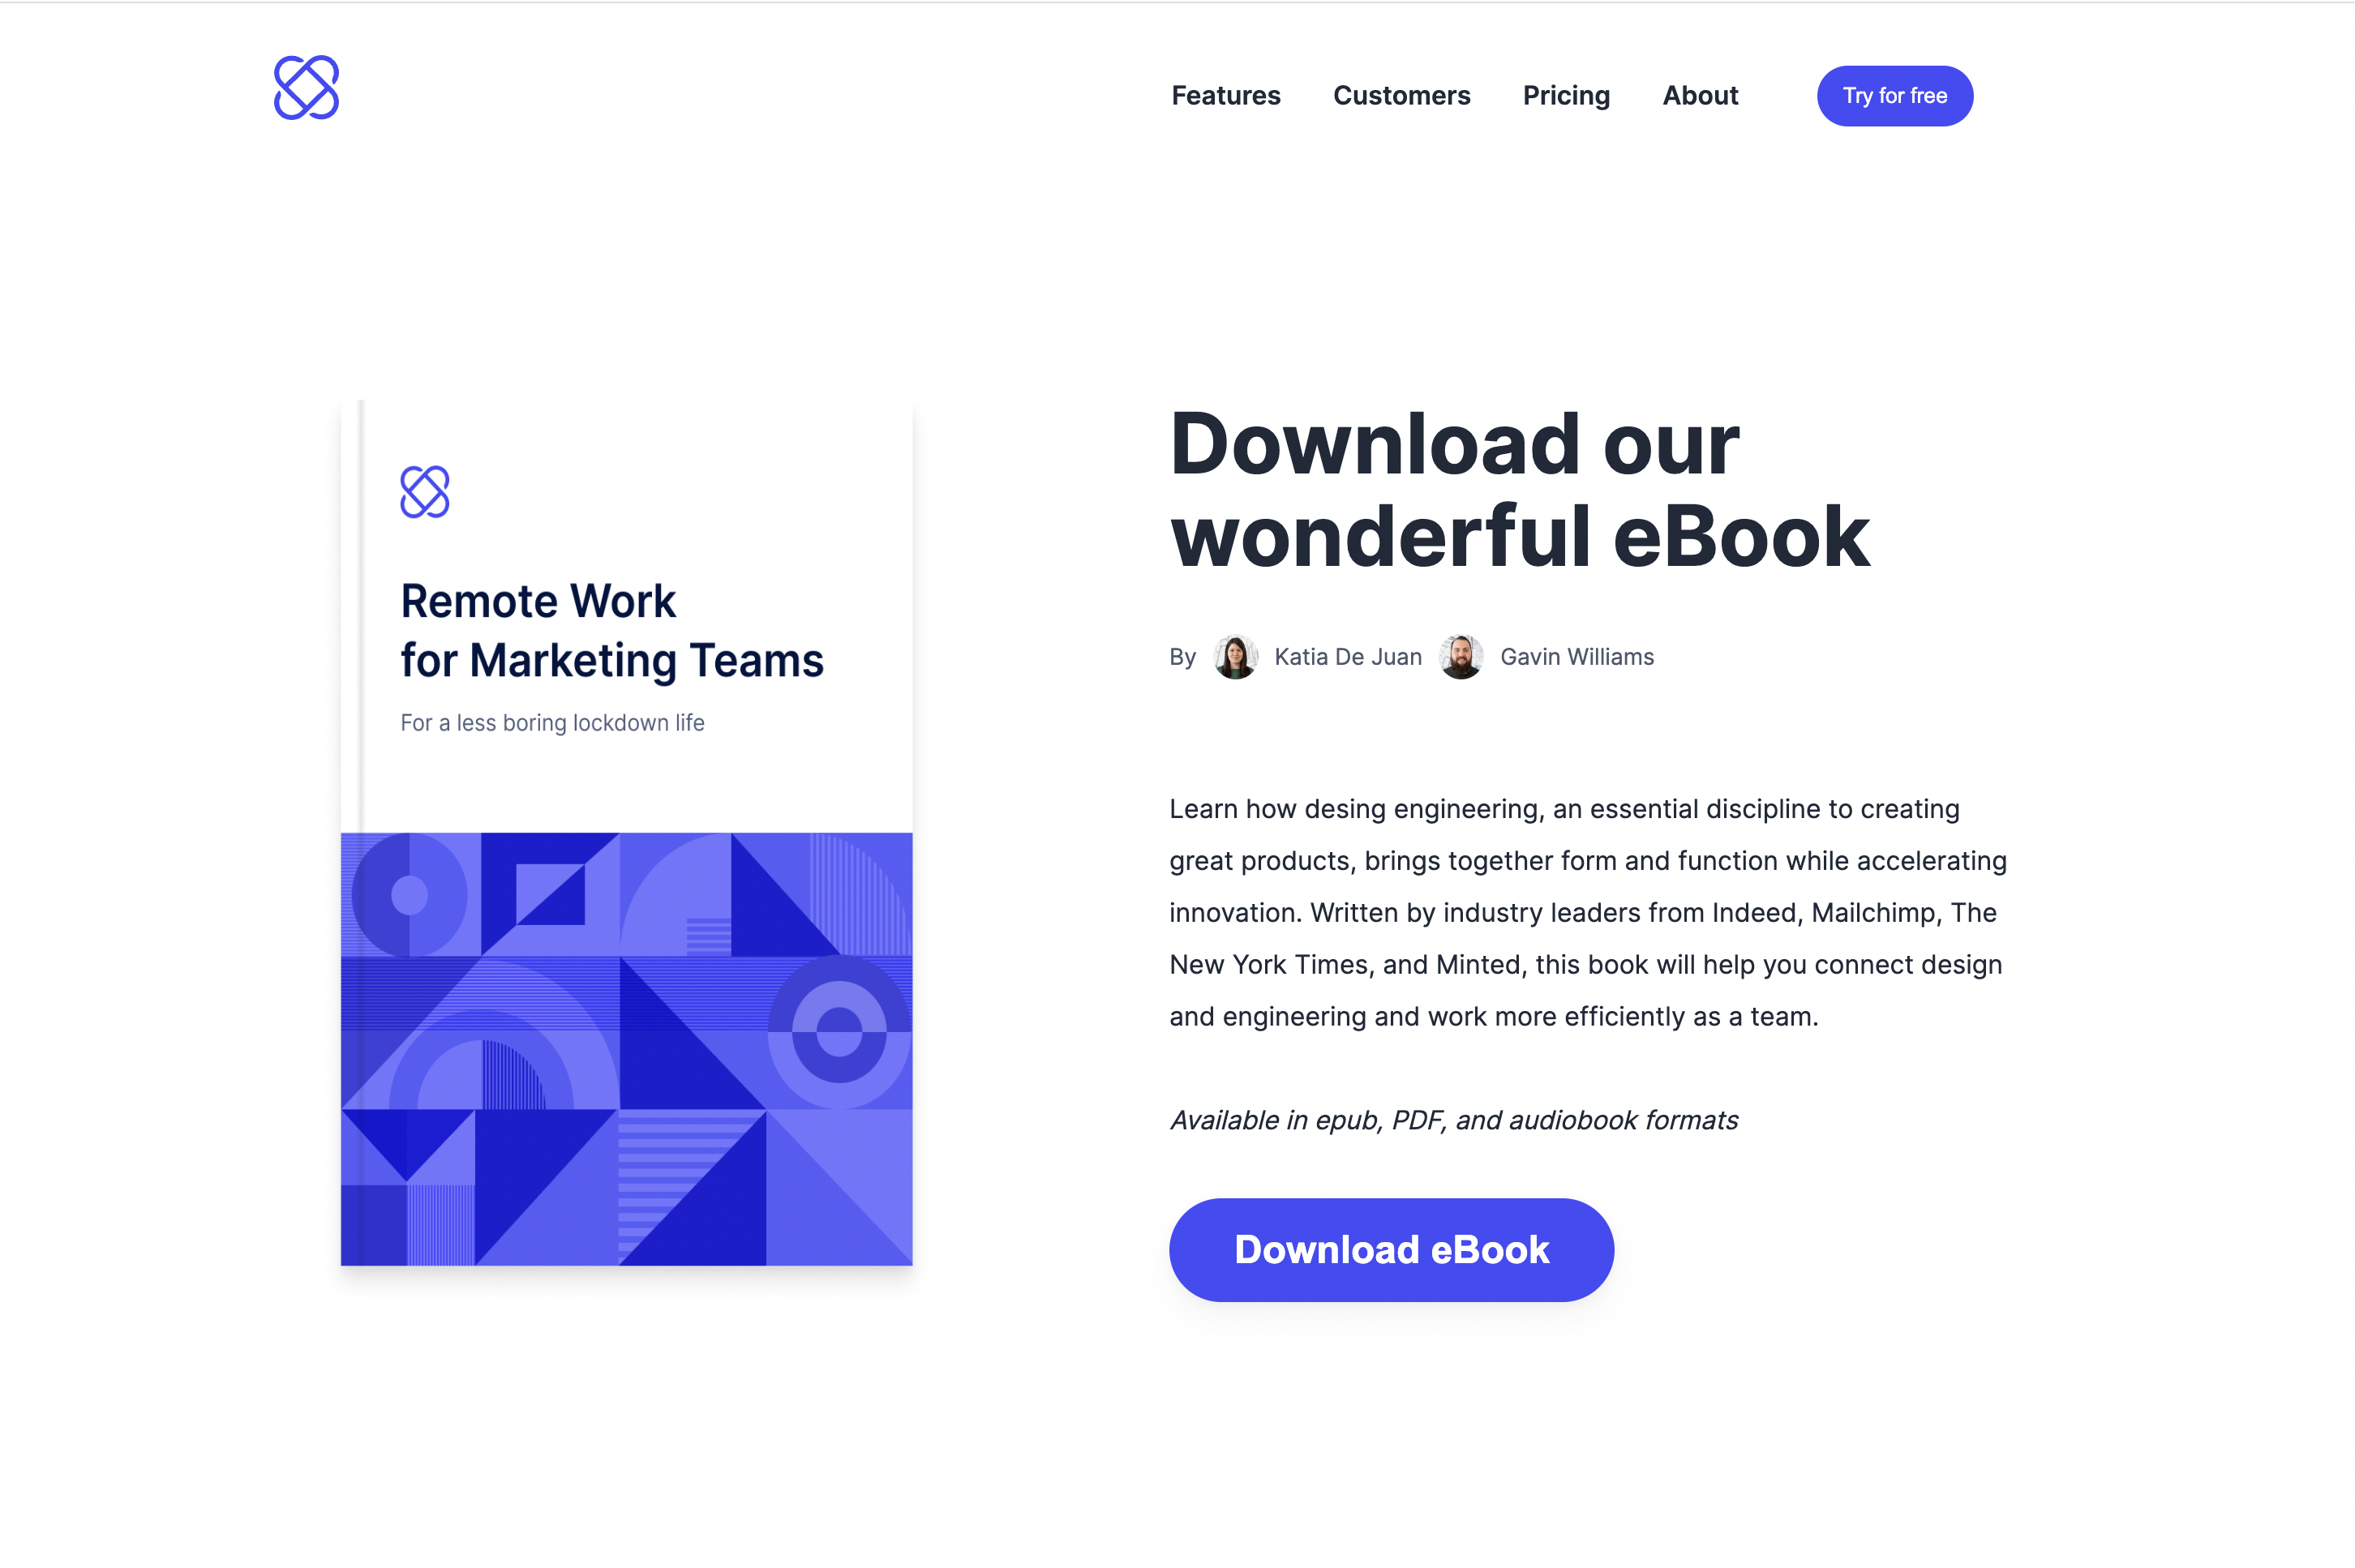 Features Customers Pricing About Try for free
Remote Work
for Marketing Teams
For a less boring lockdown life
Download our
wonderful eBook
By Katia De Juan Gavin Williams
Learn how desing engineering, an essential discipline to creating
great products, brings together form and function while accelerating
innovation. Written by industry leaders from Indeed, Mailchimp, The
New York Times, and Minted, this book will help you connect design
and engineering and work more efficiently as a team.
Available in epub, PDF, and audiobook formats
Download eBook